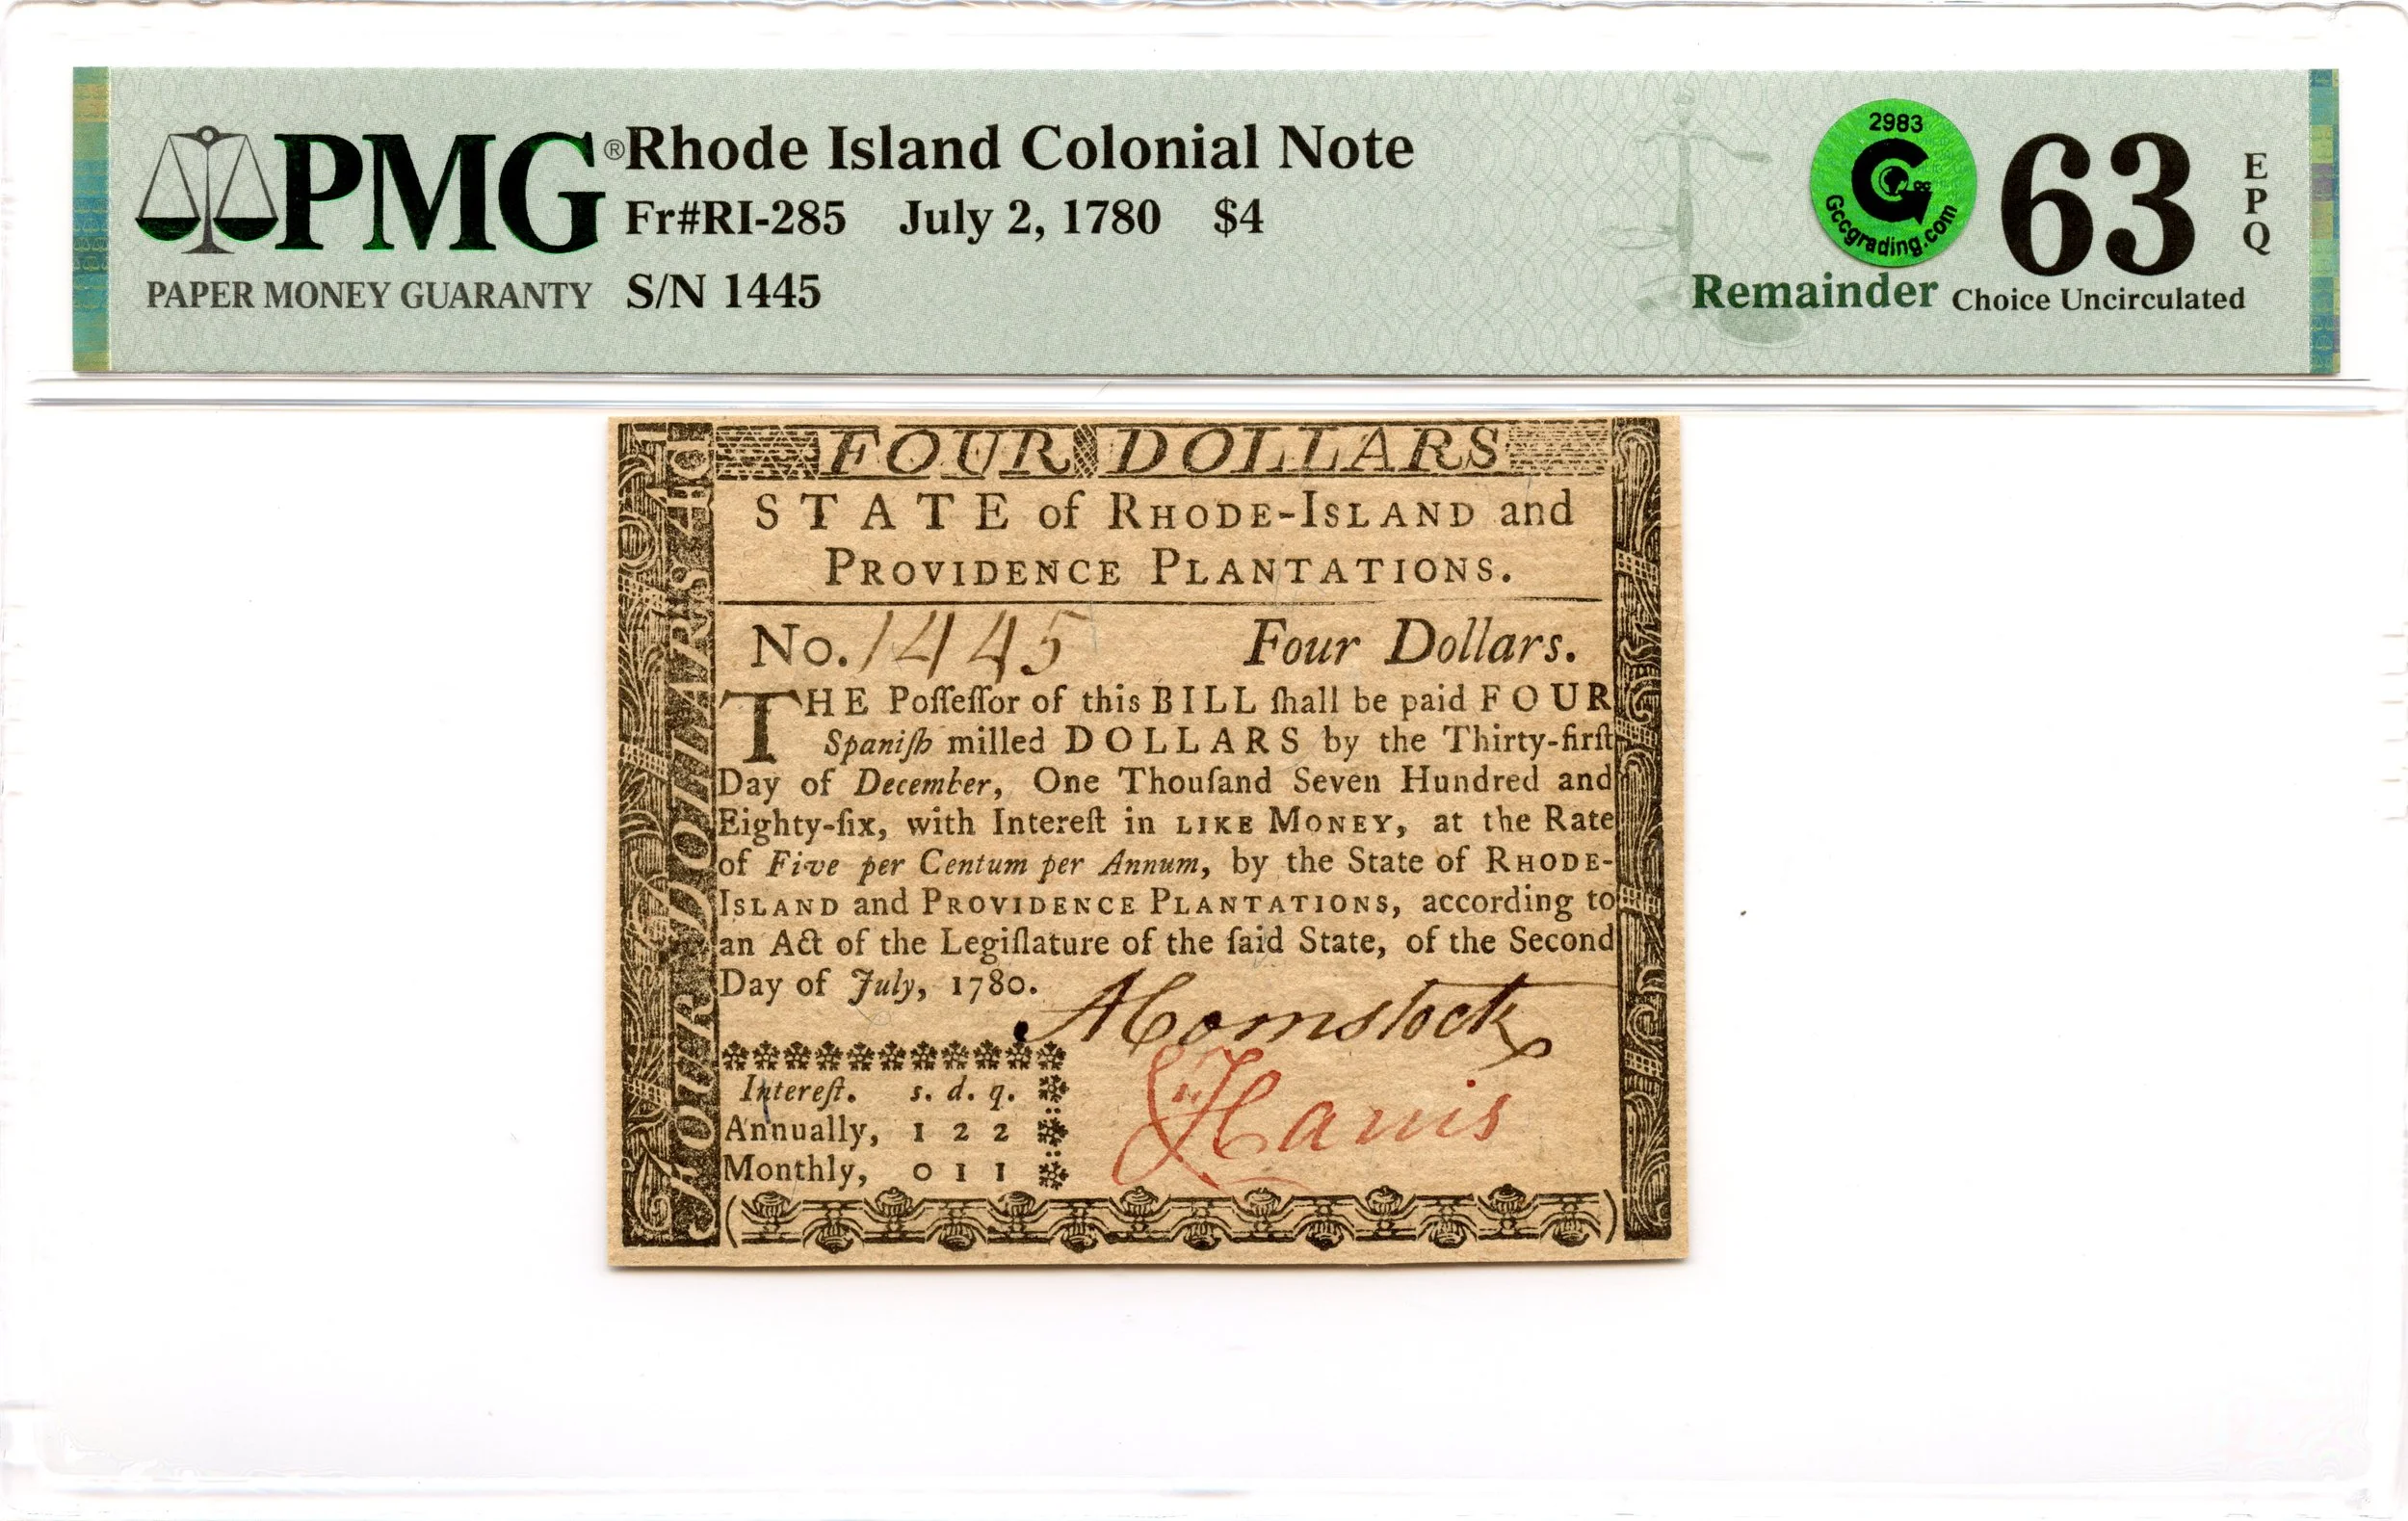 PMG® Rhode Island Colonial Note
Fr#RI-285 July 2, 1780 $4
PAPER MONEY GUARANTY S/N 1445
2983
Gccgrading.com
63
EPQ
Remainder Choice Uncirculated
FOUR DOLLARS
FOUR DOLLARS
STATE of RHODE-ISLAND and
PROVIDENCE PLANTATIONS.
No. 1445 Four Dollars.
THE Poſſeſſor of this BILL ſhall be paid FOUR
Spaniſh milled DOLLARS by the Thirty-firſt
Day of December, One Thouſand Seven Hundred and
Eighty-ſix, with Intereſt in LIKE MONEY, at the Rate
of Five per Centum per Annum, by the State of RHODE-
ISLAND and PROVIDENCE PLANTATIONS, according to
an Act of the Legiſlature of the ſaid State, of the Second
Day of July, 1780.
AComstock
Harris
Intereſt. s. d. q.
Annually, 1 2 2
Monthly, 0 1 1